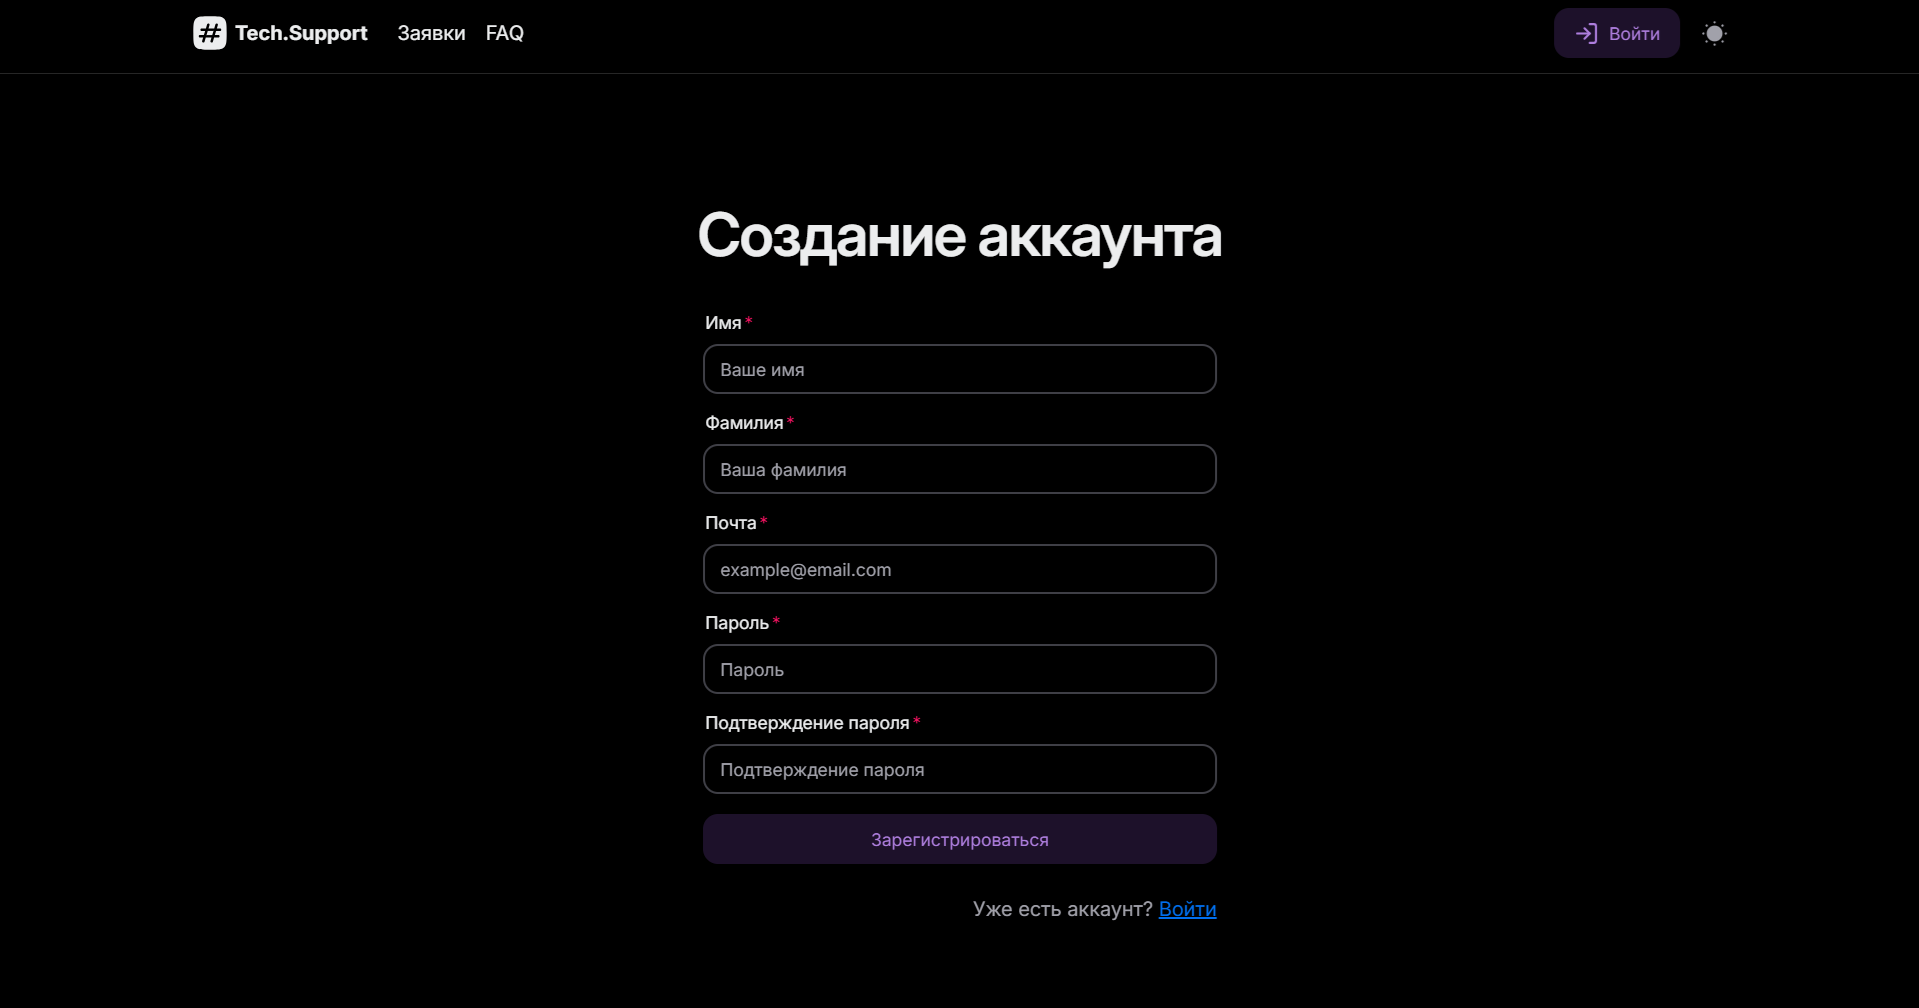 # Tech.Support Заявки FAQ Войти
Создание аккаунта
Имя*
Ваше имя
Фамилия*
Ваша фамилия
Почта*
example@email.com
Пароль*
Пароль
Подтверждение пароля*
Подтверждение пароля
Зарегистрироваться
Уже есть аккаунт? Войти